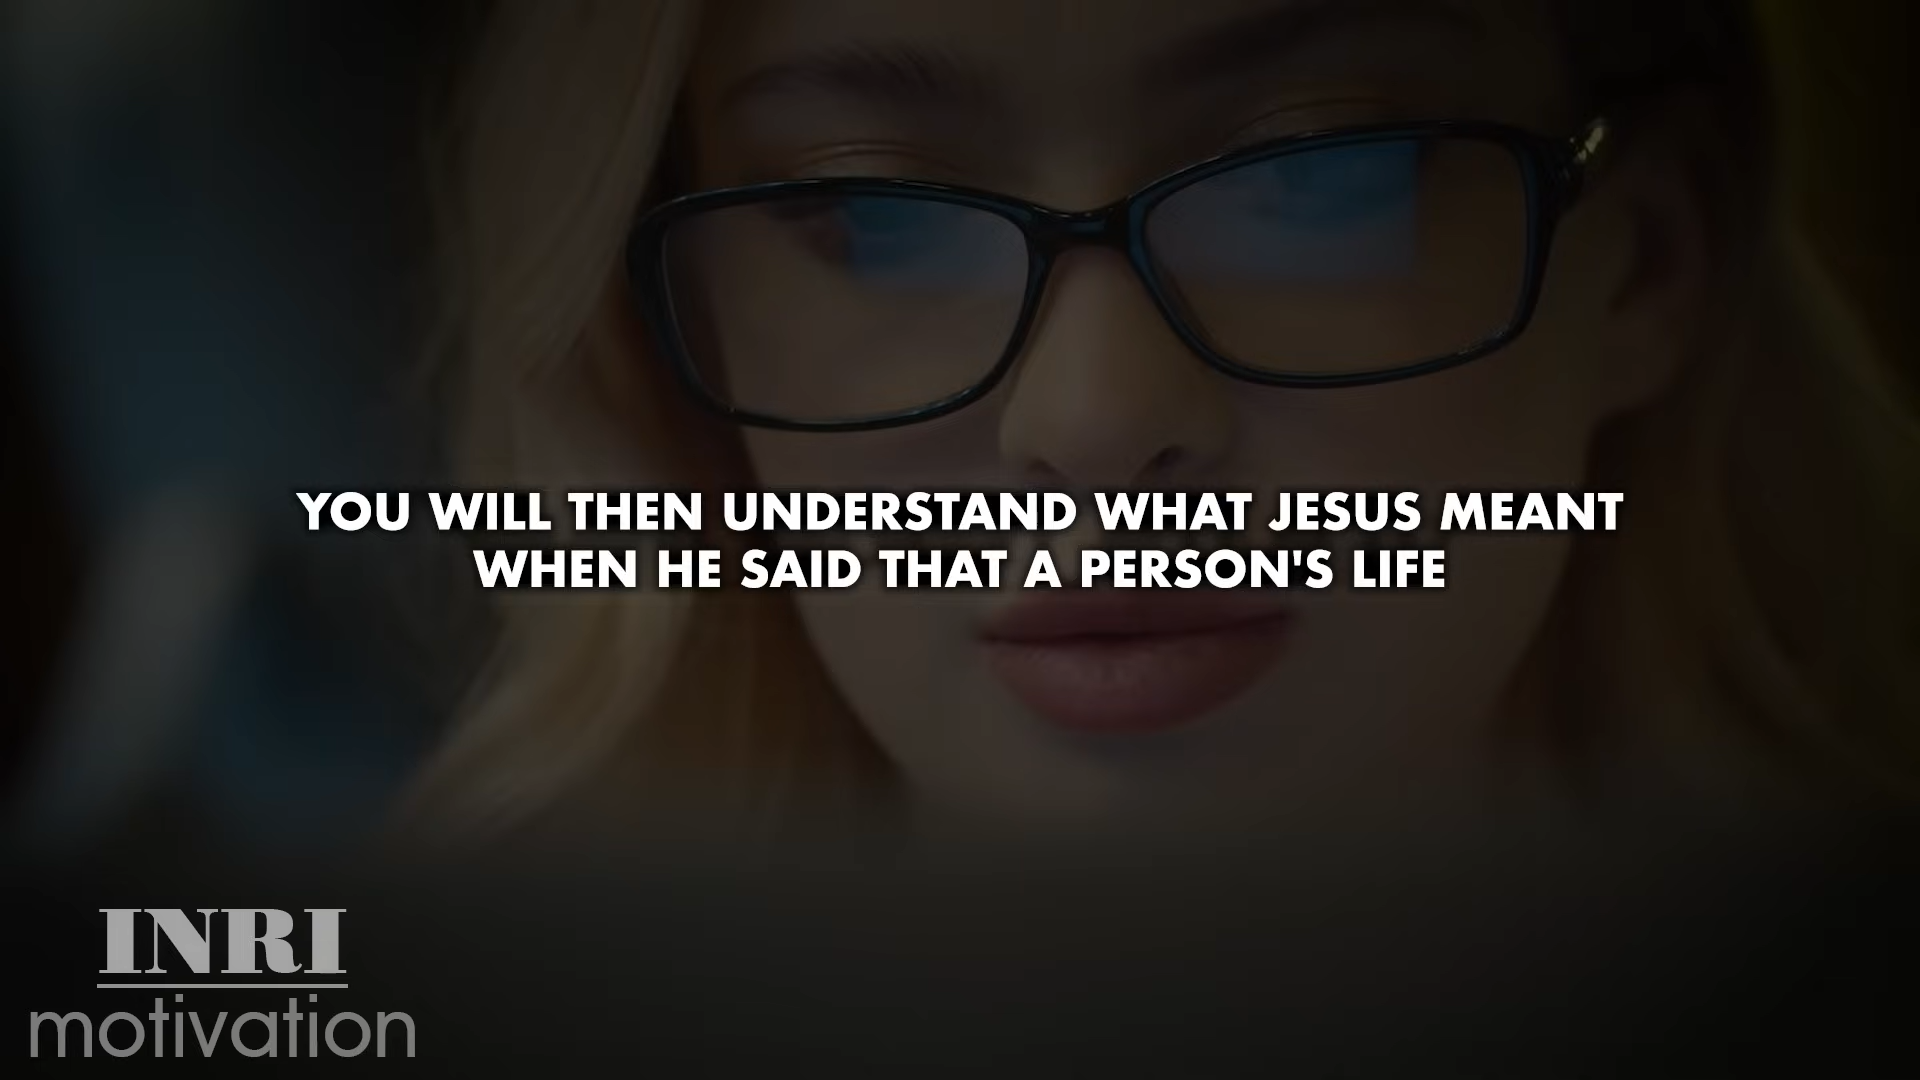 YOU WILL THEN UNDERSTAND WHAT JESUS MEANT
WHEN HE SAID THAT A PERSON'S LIFE
INRI
motivation